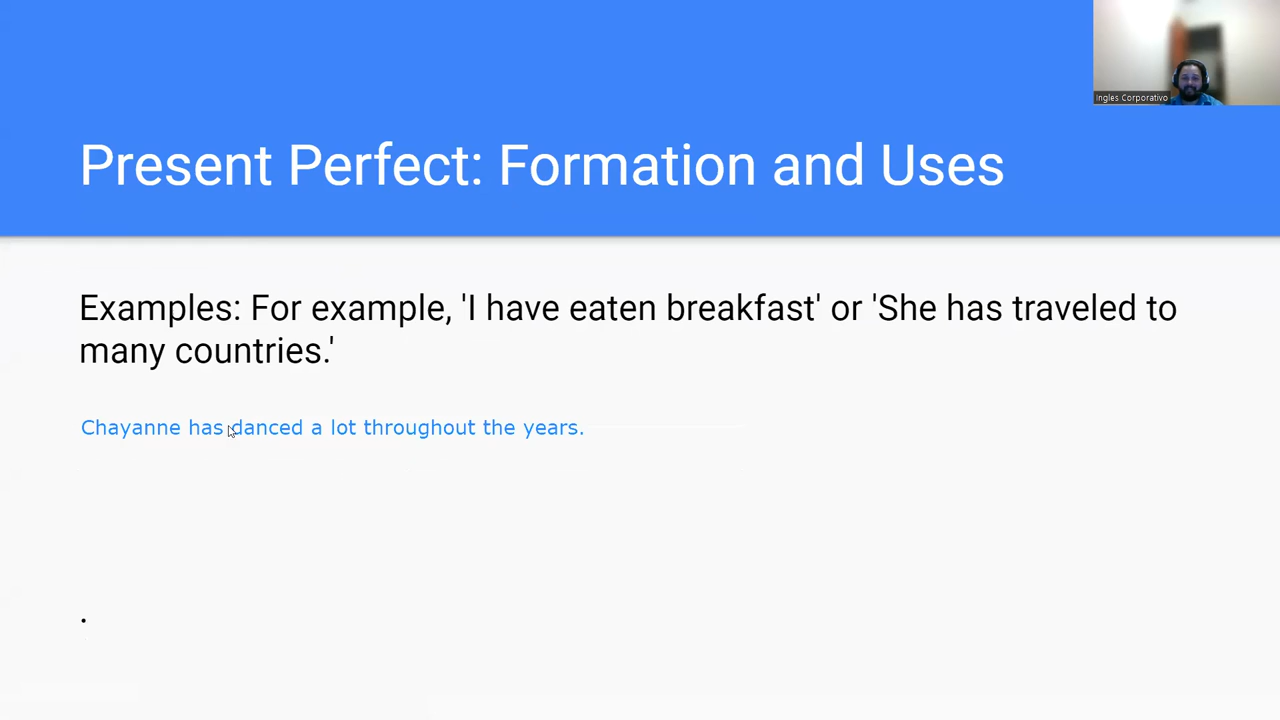 Ingles Corporativo
Present Perfect: Formation and Uses
Examples: For example, 'I have eaten breakfast' or 'She has traveled to
many countries.'
Chayanne has danced a lot throughout the years.
.